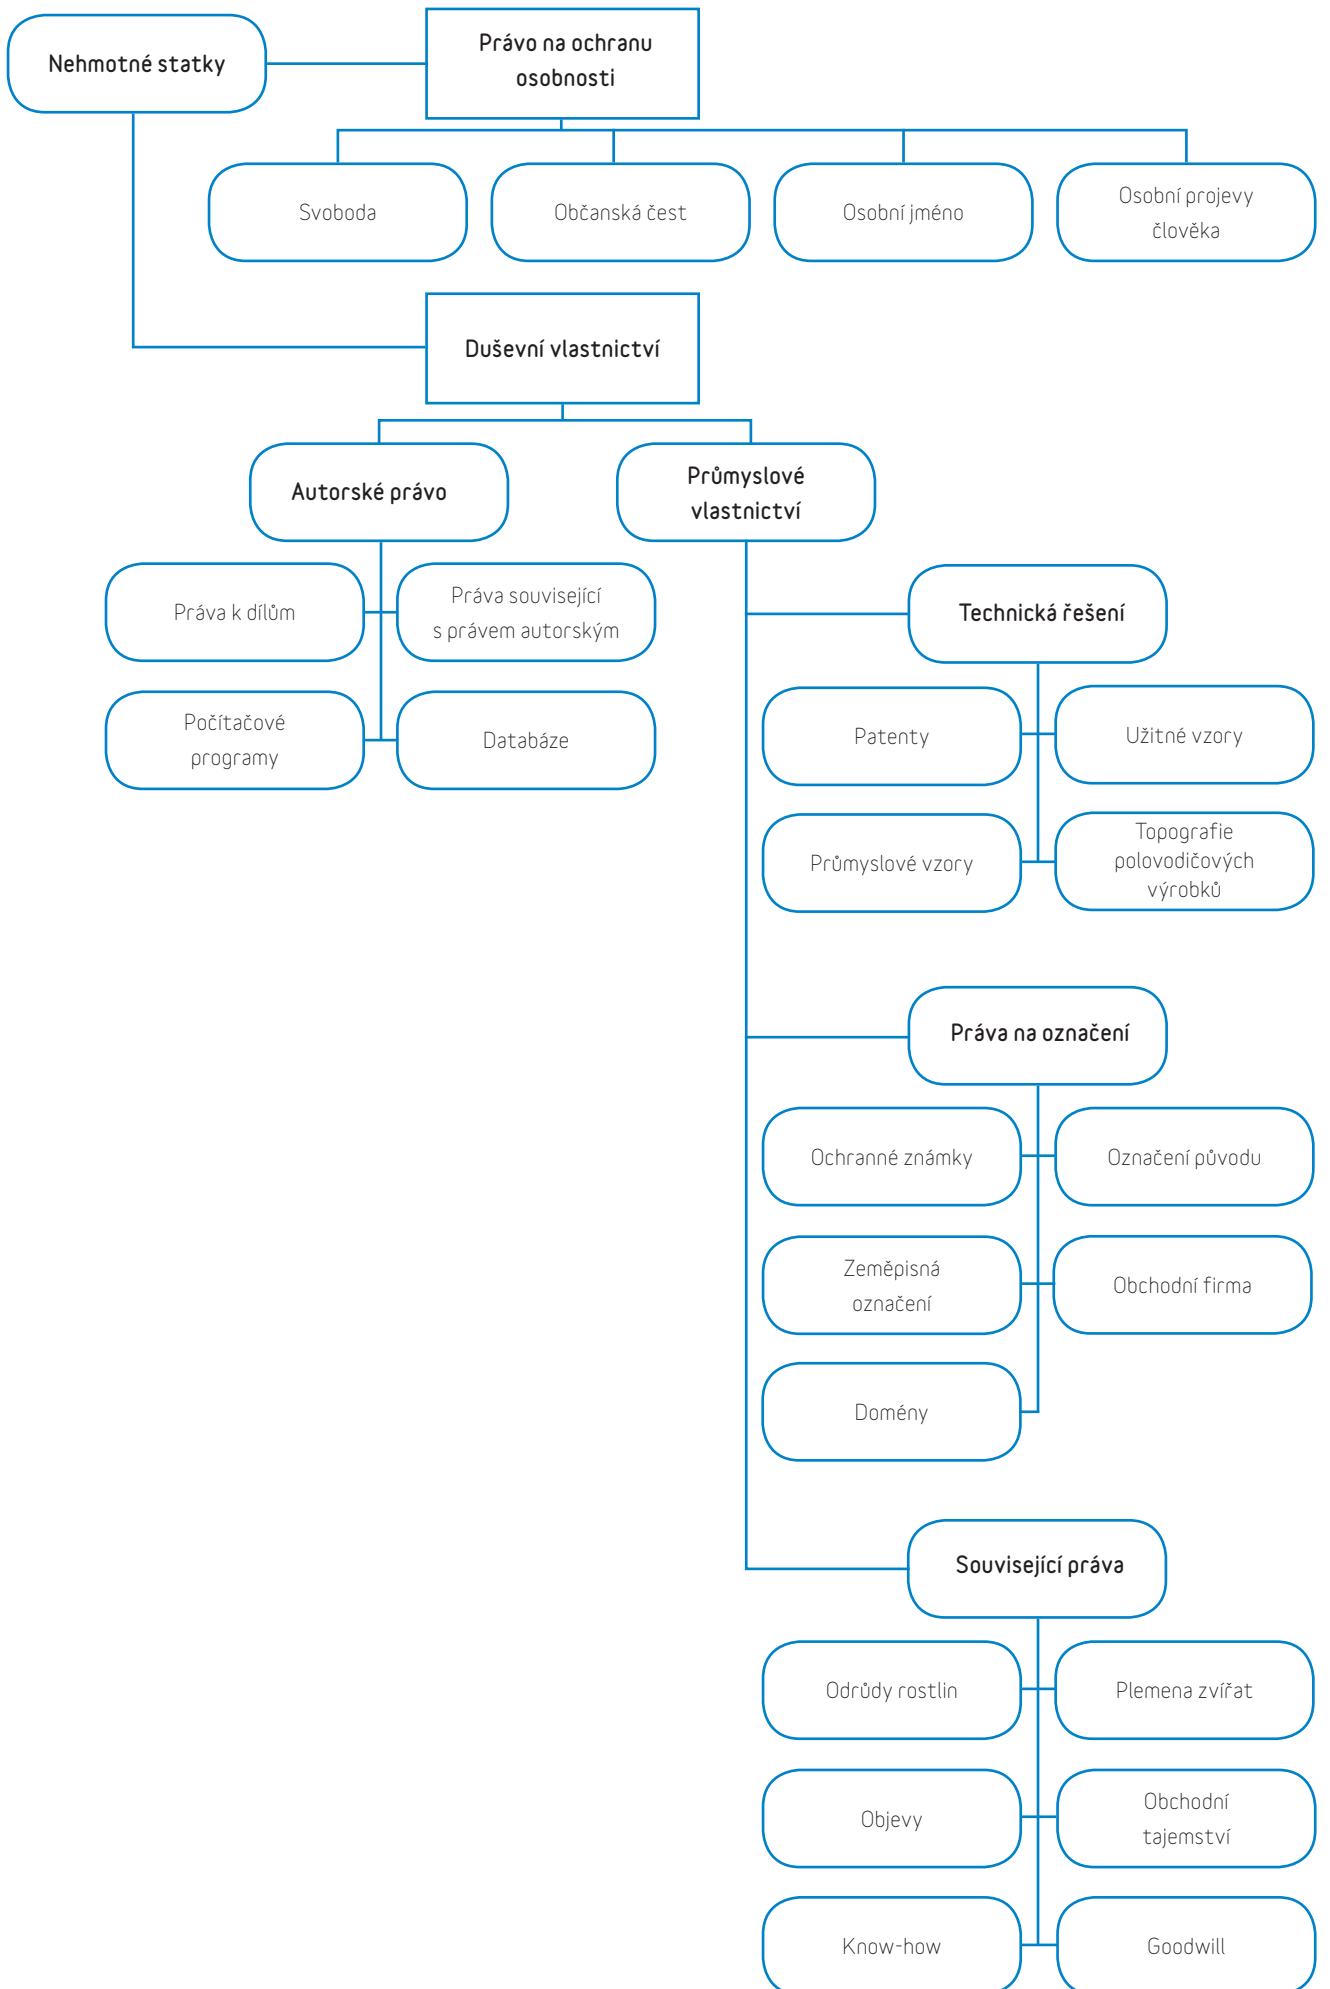 Nehmotné statky
Právo na ochranu
osobnosti
Svoboda
Občanská čest
Osobní jméno
Osobní projevy
člověka
Duševní vlastnictví
Autorské právo
Průmyslové
vlastnictví
Práva k dílům
Práva související
s právem autorským
Technická řešení
Počítačové
programy
Databáze
Patenty
Užitné vzory
Průmyslové vzory
Topografie
polovodičových
výrobků
Práva na označení
Ochranné známky
Označení původu
Zeměpisná
označení
Obchodní firma
Domény
Související práva
Odrůdy rostlin
Plemena zvířat
Objevy
Obchodní
tajemství
Know-how
Goodwill